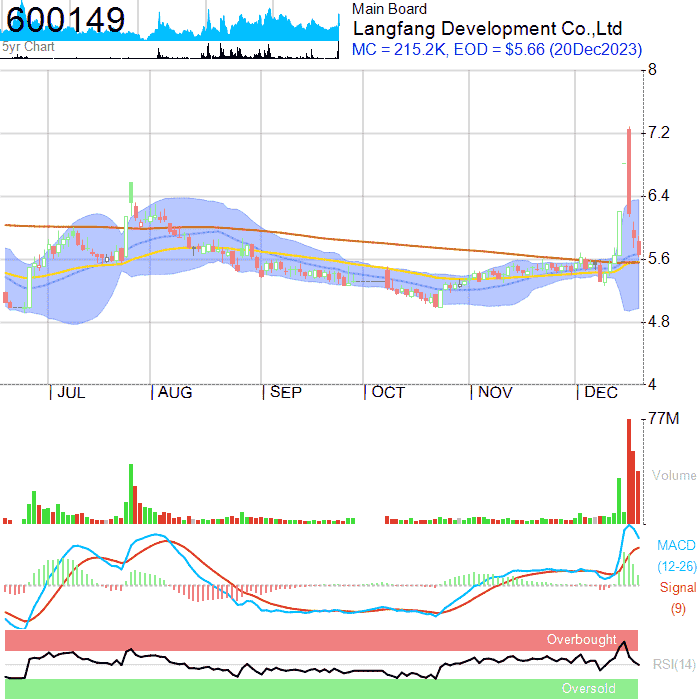 600149
5yr Chart
Main Board
Langfang Development Co.,Ltd
MC = 215.2K, EOD = $5.66 (20Dec2023)
8
7.2
6.4
5.6
4.8
4
JUL AUG SEP OCT NOV DEC
77M
Volume
MACD
(12-26)
Signal
(9)
Overbought
RSI(14)
Oversold